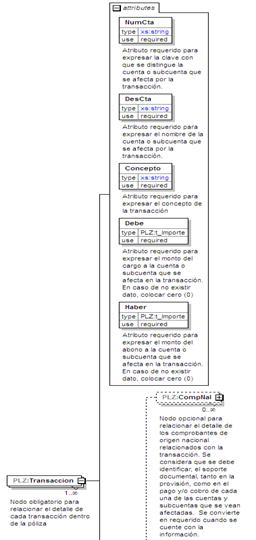 attributes
NumCta
type xs:string
use required
Atributo requerido para
expresar la clave con
que se distingue la
cuenta o subcuenta que
se afecta por la
transacción.
DesCta
type xs:string
use required
Atributo requerido para
expresar el nombre de la
cuenta o subcuenta que
se afecta por la
transacción.
Concepto
type xs:string
use required
Atributo requerido para
expresar el concepto de
la transacción
Debe
type PLZ:t_Importe
use required
Atributo requerido para
expresar el monto del
cargo a la cuenta o
subcuenta que se
afecta en la transacción.
En caso de no existir
dato, colocar cero (0)
Haber
type PLZ:t_Importe
use required
Atributo requerido para
expresar el monto del
abono a la cuenta o
subcuenta que se
afecta en la transacción.
En caso de no existir
dato, colocar cero (0)
PLZ:CompNal
0..∞
Nodo opcional para
relacionar el detalle de
los comprobantes de
origen nacional
relacionados con la
transacción. Se
considera que se debe
identificar, el soporte
documental, tanto en la
provisión, como en el
pago y/o cobro de cada
una de las cuentas y
subcuentas que se vean
afectadas. Se convierte
en requerido cuando se
cuente con la
información.
PLZ:Transaccion
1..∞
Nodo obligatorio para
relacionar el detalle de
cada transacción dentro
de la póliza